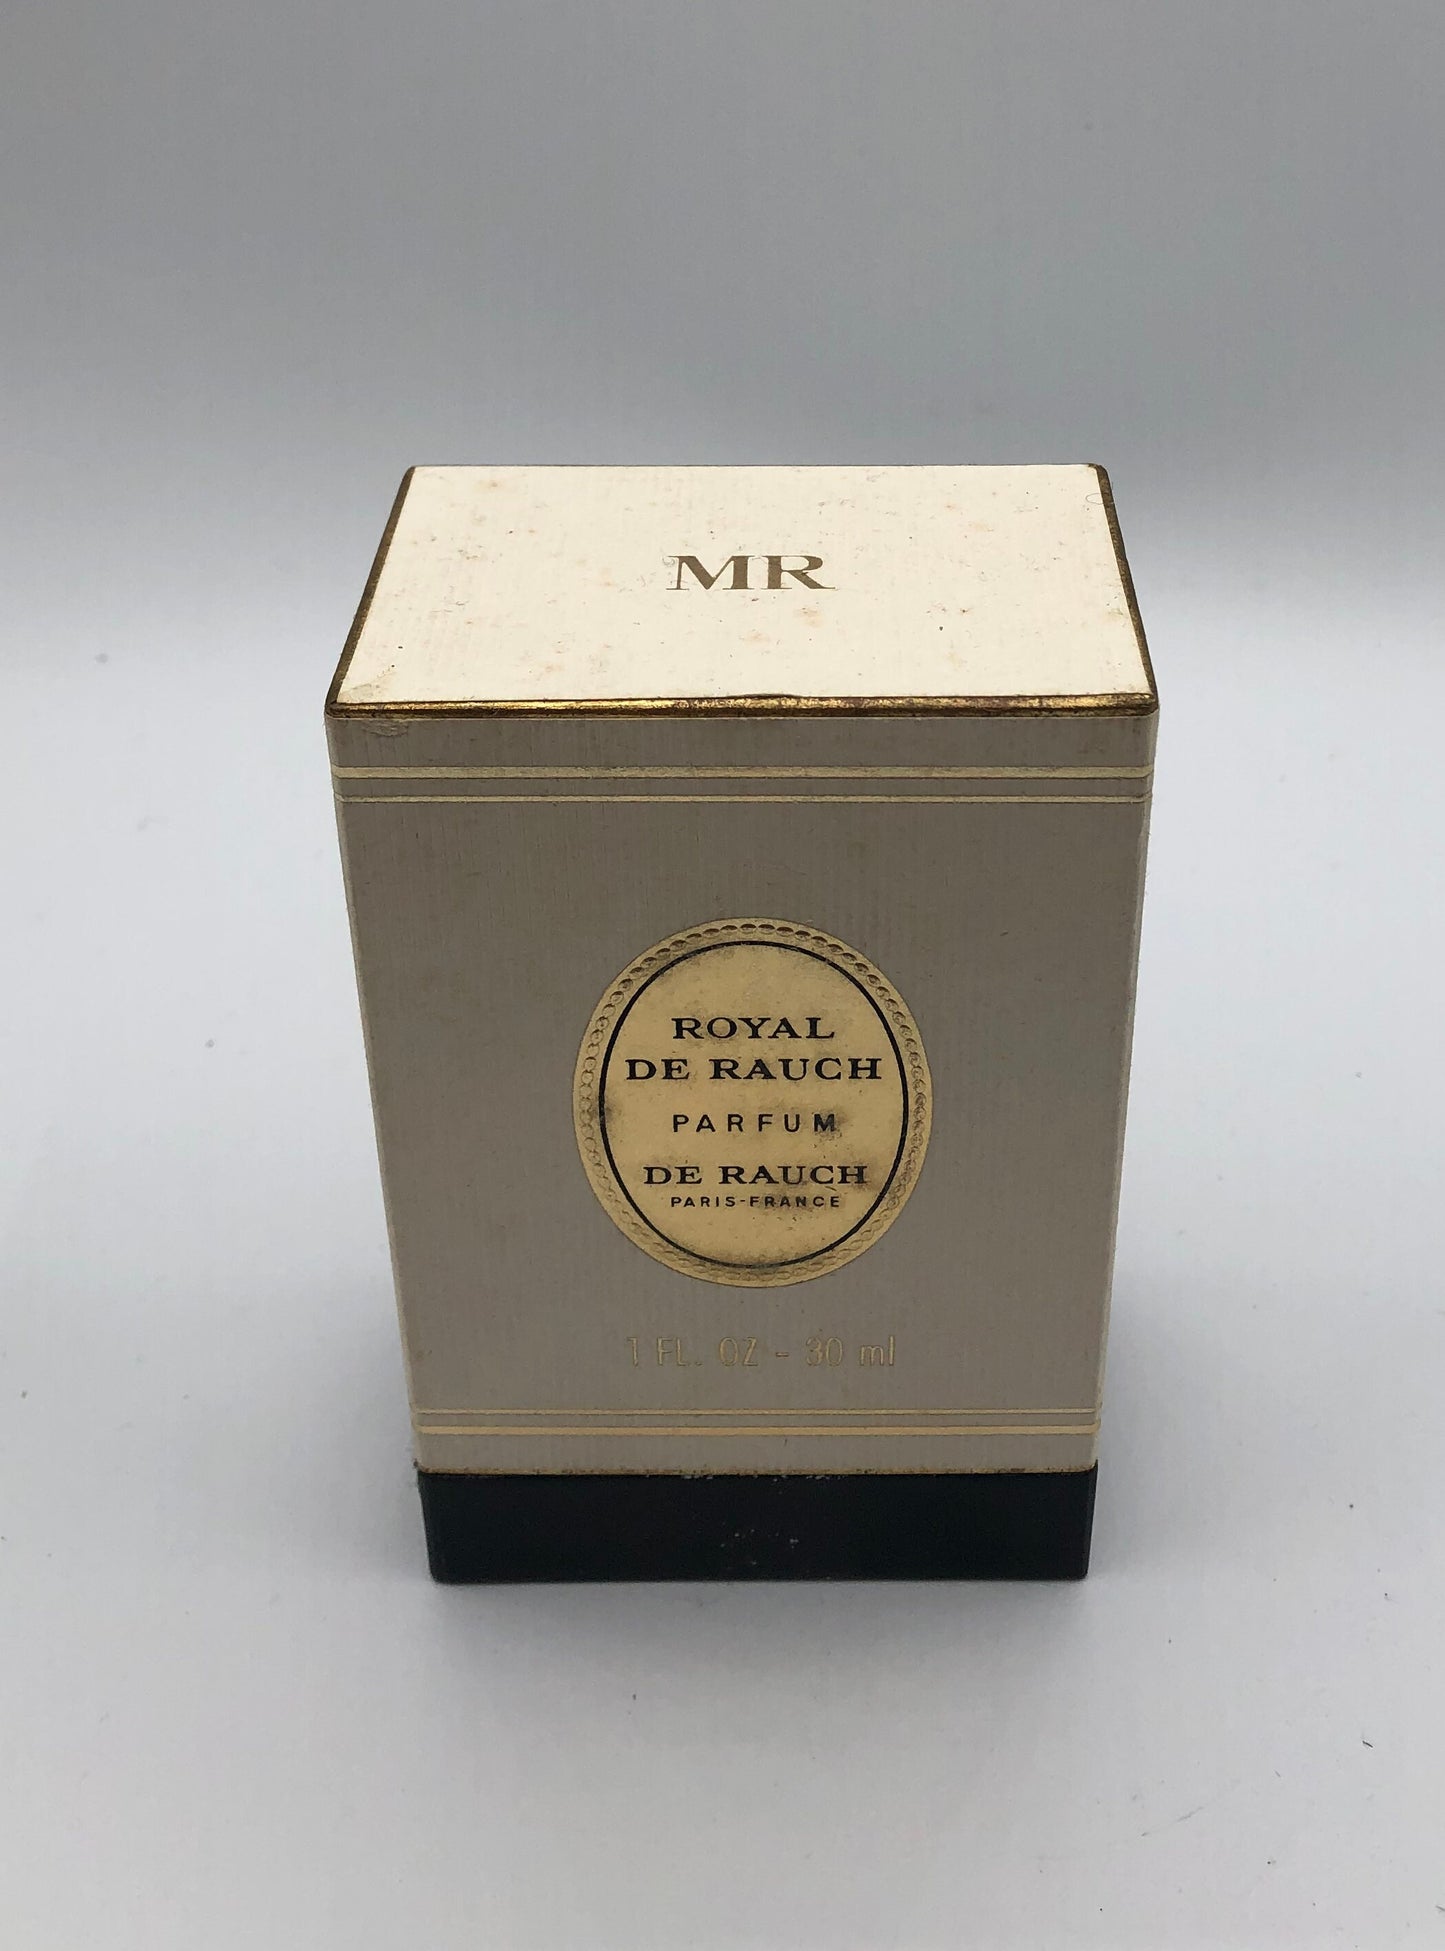 MR
ROYAL
DE RAUCH
PARFUM
DE RAUCH
PARIS-FRANCE
1 FL. OZ - 30 ml